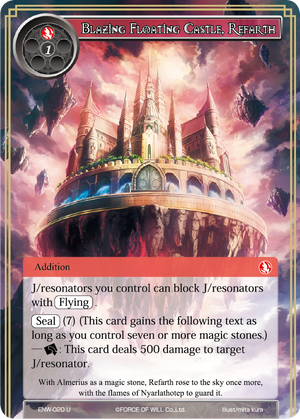 Blazing Floating Castle, Refarth
1
Addition
J/resonators you control can block J/resonators
with Flying .
Seal (7) (This card gains the following text as
long as you control seven or more magic stones.)
— : This card deals 500 damage to target
J/resonator.
With Almerius as a magic stone, Refarth rose to the sky once more,
with the flames of Nyarlathotep to guard it.
ENW-020 U
©FORCE OF WILL Co.,Ltd.
Illust/mita kura